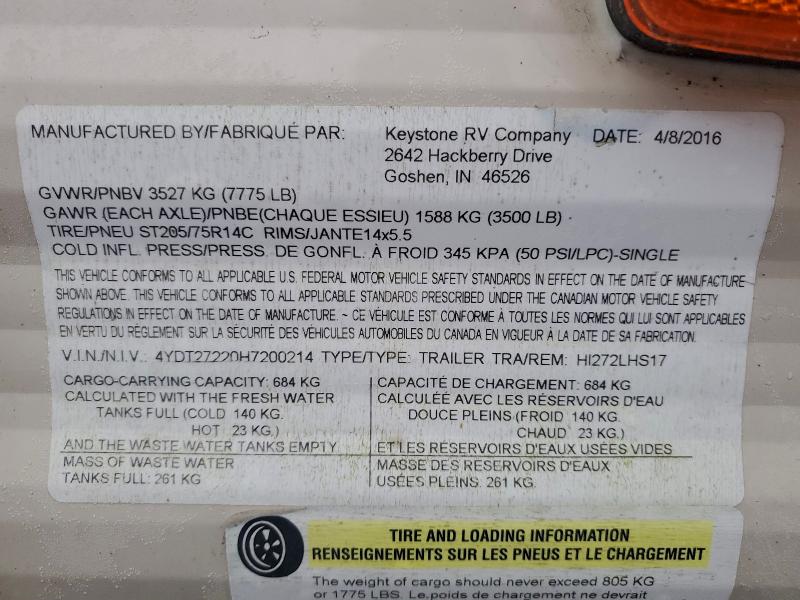 MANUFACTURED BY/FABRIQUÉ PAR: Keystone RV Company DATE: 4/8/2016
2642 Hackberry Drive
Goshen, IN 46526
GVWR/PNBV 3527 KG (7775 LB)
GAWR (EACH AXLE)/PNBE(CHAQUE ESSIEU) 1588 KG (3500 LB)
TIRE/PNEU ST205/75R14C RIMS/JANTE14x5.5
COLD INFL. PRESS/PRESS. DE GONFL. À FROID 345 KPA (50 PSI/LPC)-SINGLE
THIS VEHICLE CONFORMS TO ALL APPLICABLE U.S. FEDERAL MOTOR VEHICLE SAFETY STANDARDS IN EFFECT ON THE DATE OF MANUFACTURE
SHOWN ABOVE. THIS VEHICLE CONFORMS TO ALL APPLICABLE STANDARDS PRESCRIBED UNDER THE CANADIAN MOTOR VEHICLE SAFETY
REGULATIONS IN EFFECT ON THE DATE OF MANUFACTURE. ~ CE VÉHICULE EST CONFORME À TOUTES LES NORMES QUI LUI SONT APPLICABLES
EN VERTU DU RÈGLEMENT SUR LA SÉCURITÉ DES VÉHICULES AUTOMOBILES DU CANADA EN VIGUEUR À LA DATE DE SA FABRICATION.
V.I.N./N.I.V.: 4YDT27220H7200214 TYPE/TYPE: TRAILER TRA/REM: HI272LHS17
CARGO-CARRYING CAPACITY: 684 KG
CALCULATED WITH THE FRESH WATER
TANKS FULL (COLD 140 KG.
HOT 23 KG.)
AND THE WASTE WATER TANKS EMPTY
MASS OF WASTE WATER
TANKS FULL: 261 KG
CAPACITÉ DE CHARGEMENT: 684 KG
CALCULÉE AVEC LES RÉSERVOIRS D'EAU
DOUCE PLEINS (FROID 140 KG.
CHAUD 23 KG.)
ET LES RÉSERVOIRS D'EAUX USÉES VIDES
MASSE DES RÉSERVOIRS D'EAUX
USÉES PLEINS: 261 KG.
TIRE AND LOADING INFORMATION
RENSEIGNEMENTS SUR LES PNEUS ET LE CHARGEMENT
The weight of cargo should never exceed 805 KG
or 1775 LBS. Le poids de chargement ne devrait